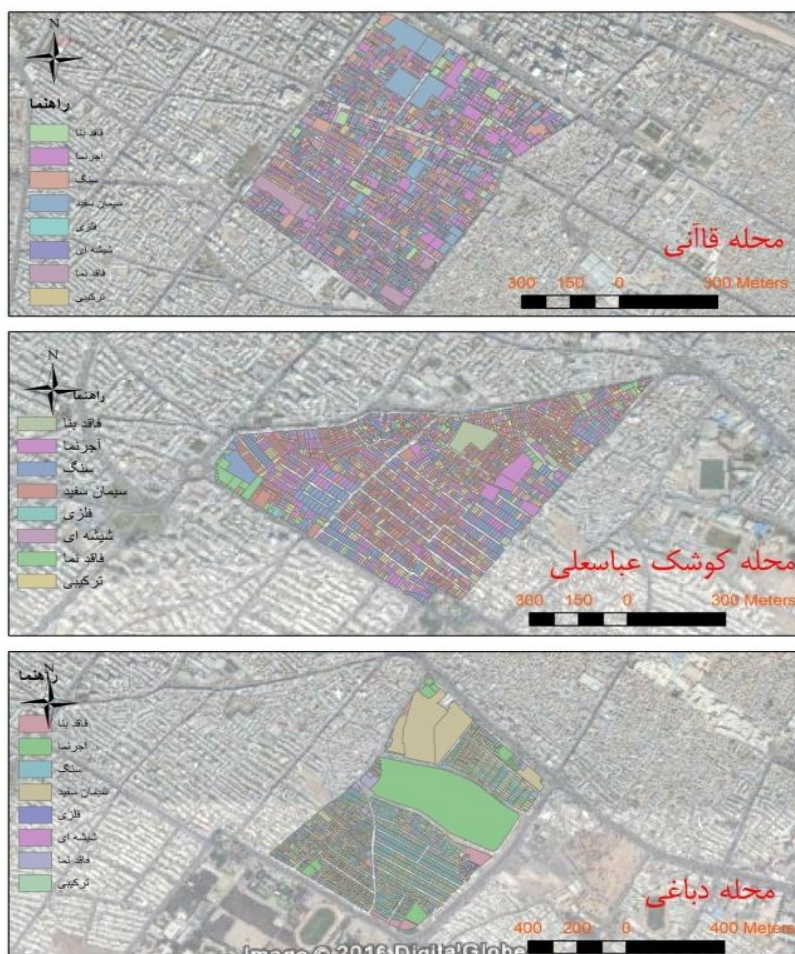 N
راهنما
فاقد بنا
آجرنما
سنگ
سیمان سفید
فلزی
شیشه ای
فاقد نما
ترکیبی
محله قاآنی
300 150 0 300 Meters
N
راهنما
فاقد بنا
آجرنما
سنگ
سیمان سفید
فلزی
شیشه ای
فاقد نما
ترکیبی
محله کوشک عباسعلی
300 150 0 300 Meters
N
راهنما
فاقد بنا
آجرنما
سنگ
سیمان سفید
فلزی
شیشه ای
فاقد نما
ترکیبی
محله دباغی
400 200 0 400 Meters
Image © 2016 DigitalGlobe